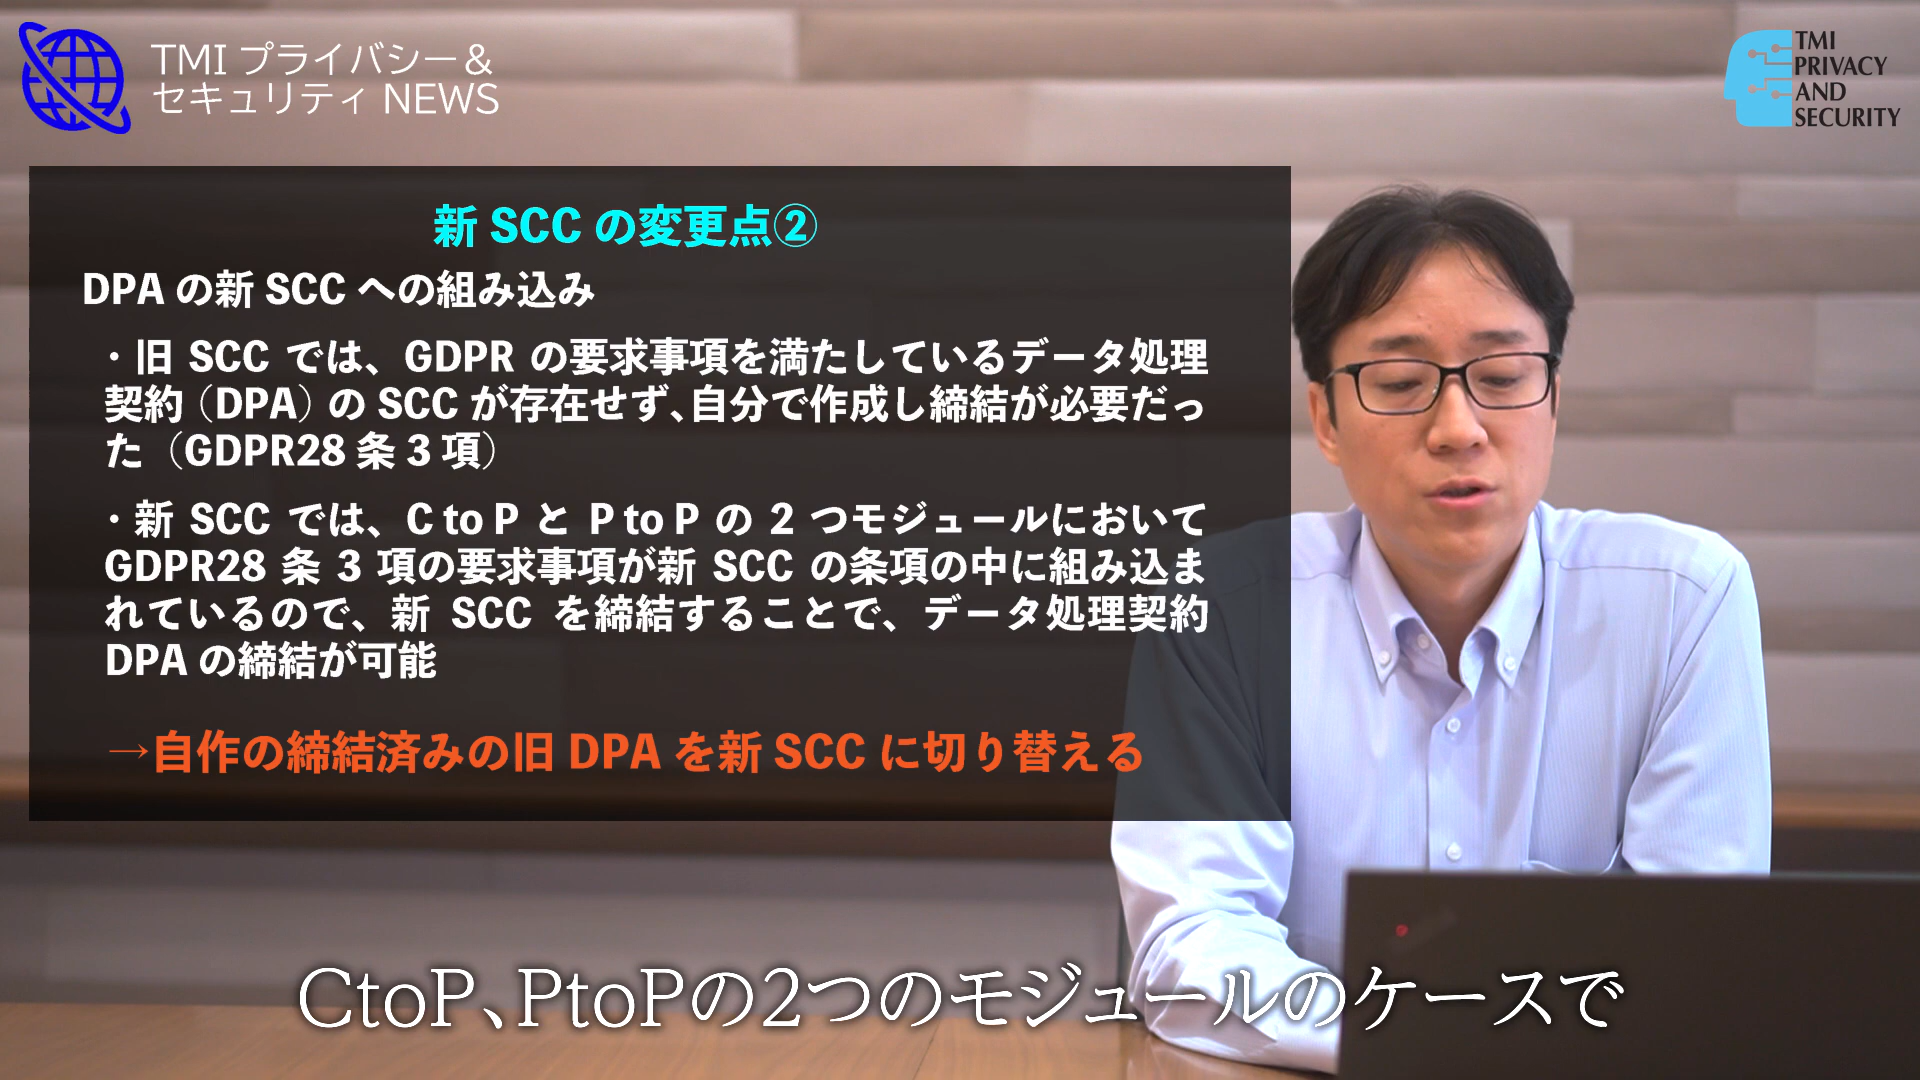 TMI プライバシー&
セキュリティ NEWS
TMI
PRIVACY
AND
SECURITY
新 SCC の変更点②
DPA の新 SCC への組み込み
・旧 SCC では、GDPR の要求事項を満たしているデータ処理
契約（DPA）の SCC が存在せず、自分で作成し締結が必要だっ
た（GDPR28 条 3 項）
・新 SCC では、C to P と P to P の 2 つモジュールにおいて
GDPR28 条 3 項の要求事項が新 SCC の条項の中に組み込ま
れているので、新 SCC を締結することで、データ処理契約
DPA の締結が可能
→自作の締結済みの旧 DPA を新 SCC に切り替える
CtoP、PtoPの2つのモジュールのケースで